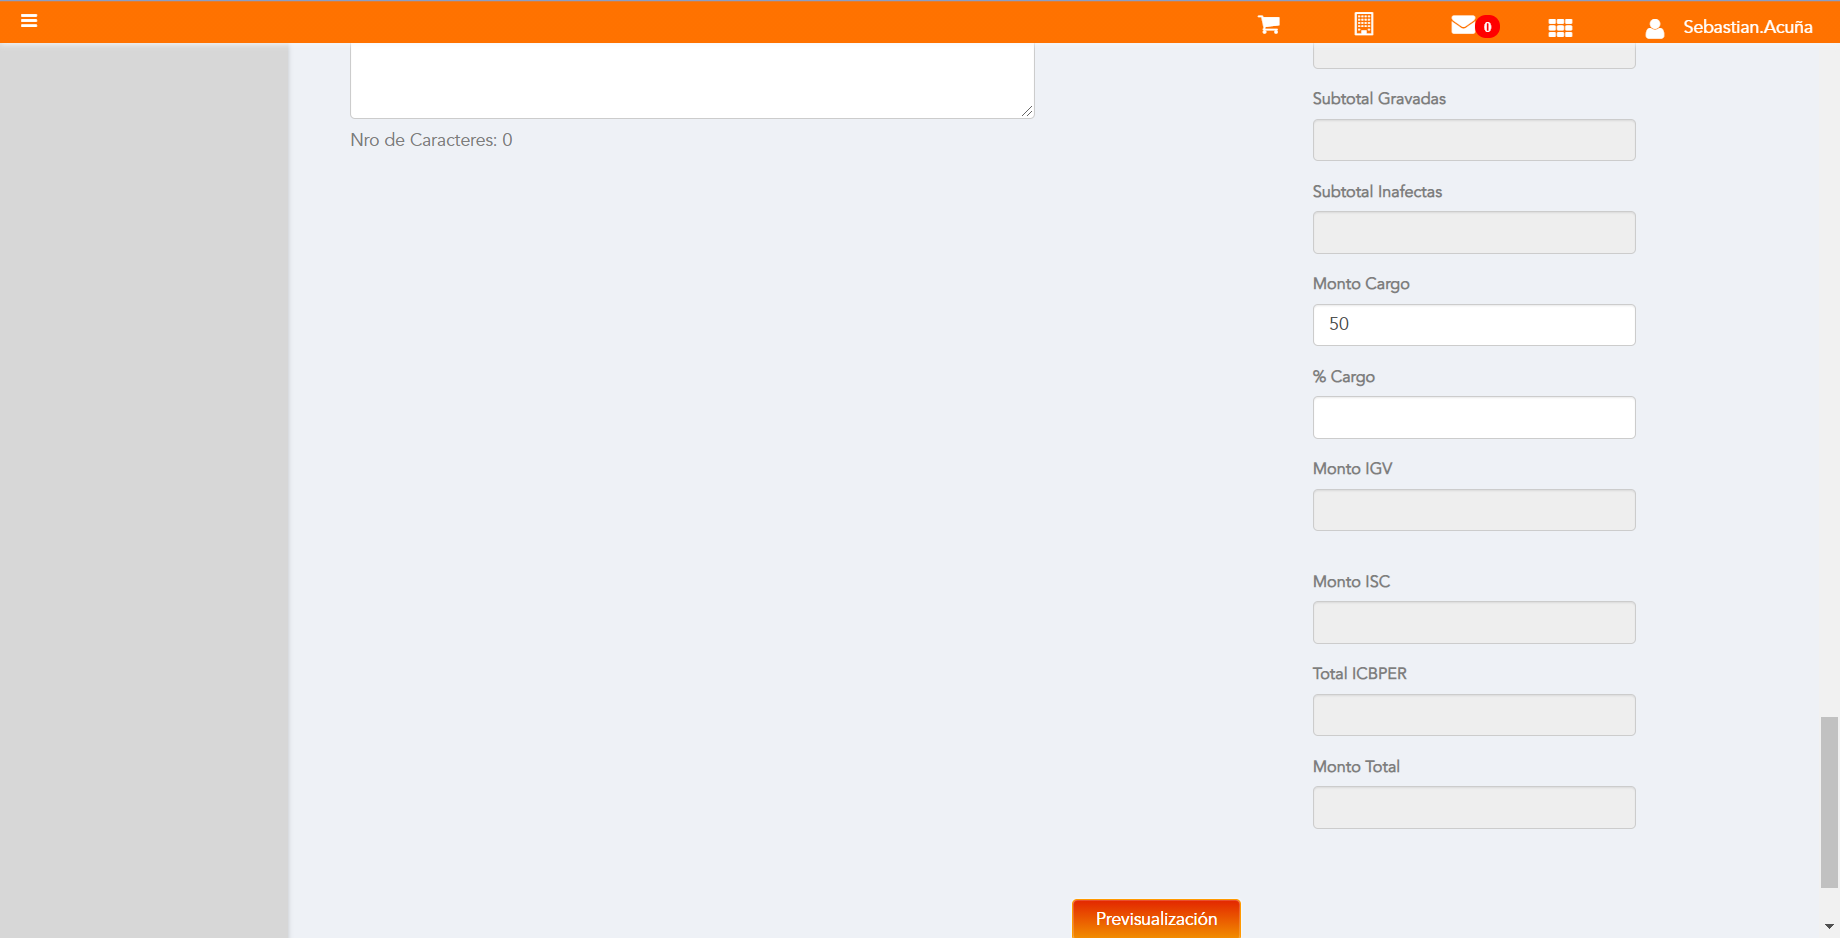 0
Sebastian.Acuña
Nro de Caracteres: 0
Subtotal Gravadas
Subtotal Inafectas
Monto Cargo
50
% Cargo
Monto IGV
Monto ISC
Total ICBPER
Monto Total
Previsualización